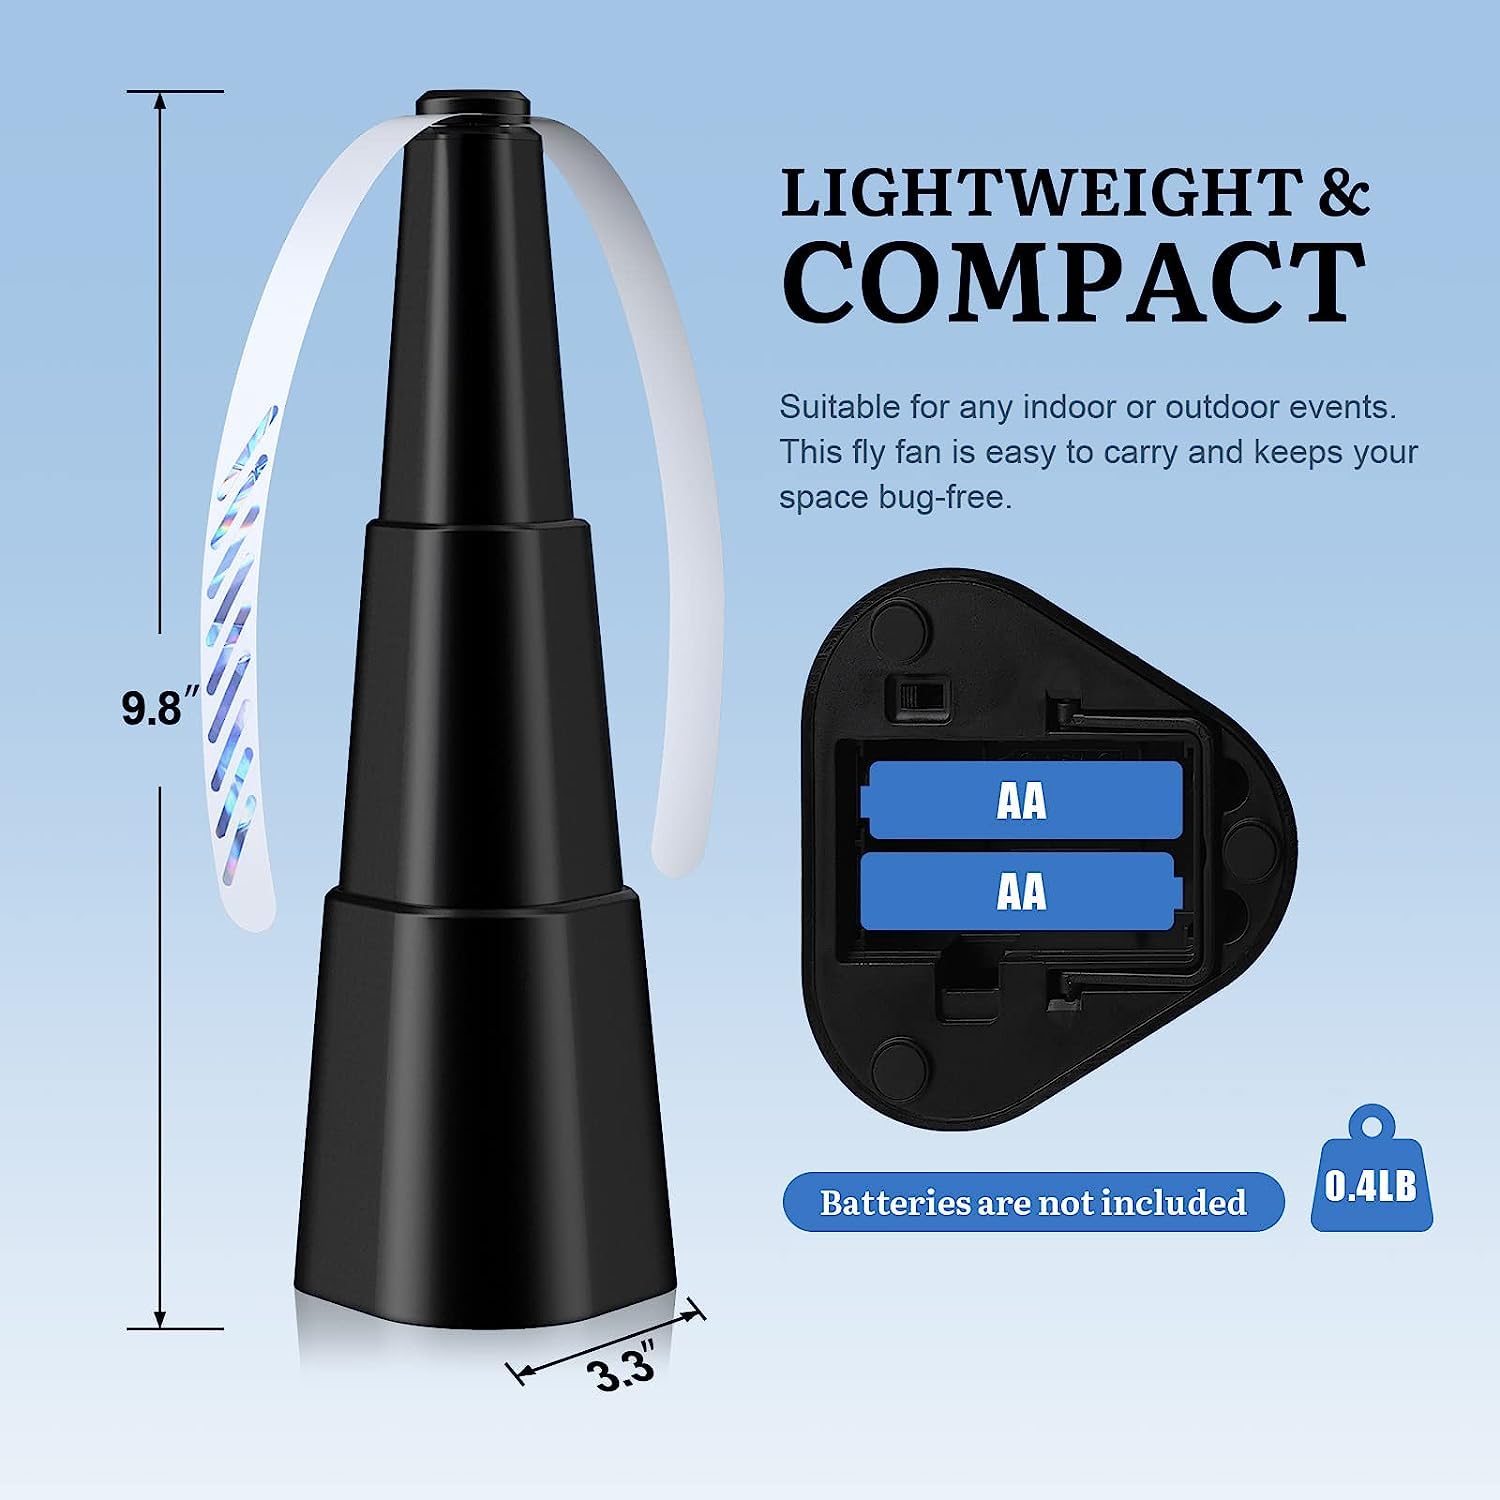 LIGHTWEIGHT &
COMPACT
Suitable for any indoor or outdoor events.
This fly fan is easy to carry and keeps your
space bug-free.
9.8"
AA
AA
Batteries are not included
0.4LB
3.3"